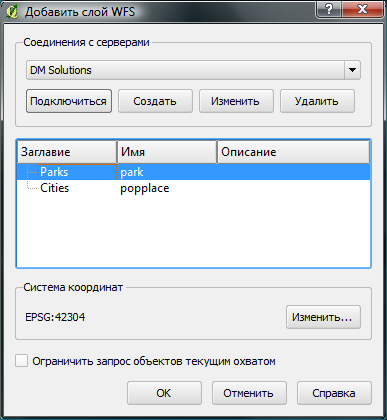 Добавить слой WFS
Соединения с серверами
DM Solutions
Подключиться Создать Изменить Удалить
Заглавие Имя Описание
Parks park
Cities popplace
Система координат
EPSG:42304 Изменить...
Ограничить запрос объектов текущим охватом
OK Отменить Справка